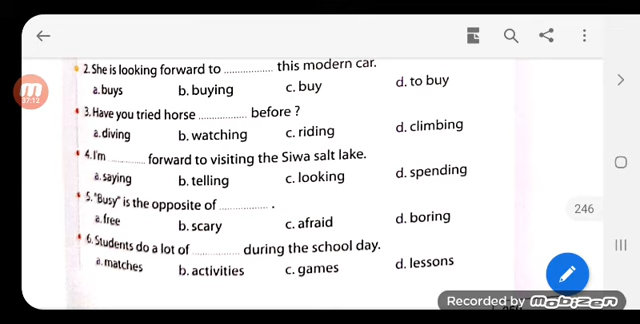 2. She is looking forward to ................ this modern car.
a. buys b. buying c. buy d. to buy
3. Have you tried horse ................ before ?
a. diving b. watching c. riding d. climbing
4. I'm ............ forward to visiting the Siwa salt lake.
a. saying b. telling c. looking d. spending
5. "Busy" is the opposite of ................ .
a. free b. scary c. afraid d. boring
6. Students do a lot of ................ during the school day.
a. matches b. activities c. games d. lessons
37:12
246
Recorded by Mobizen